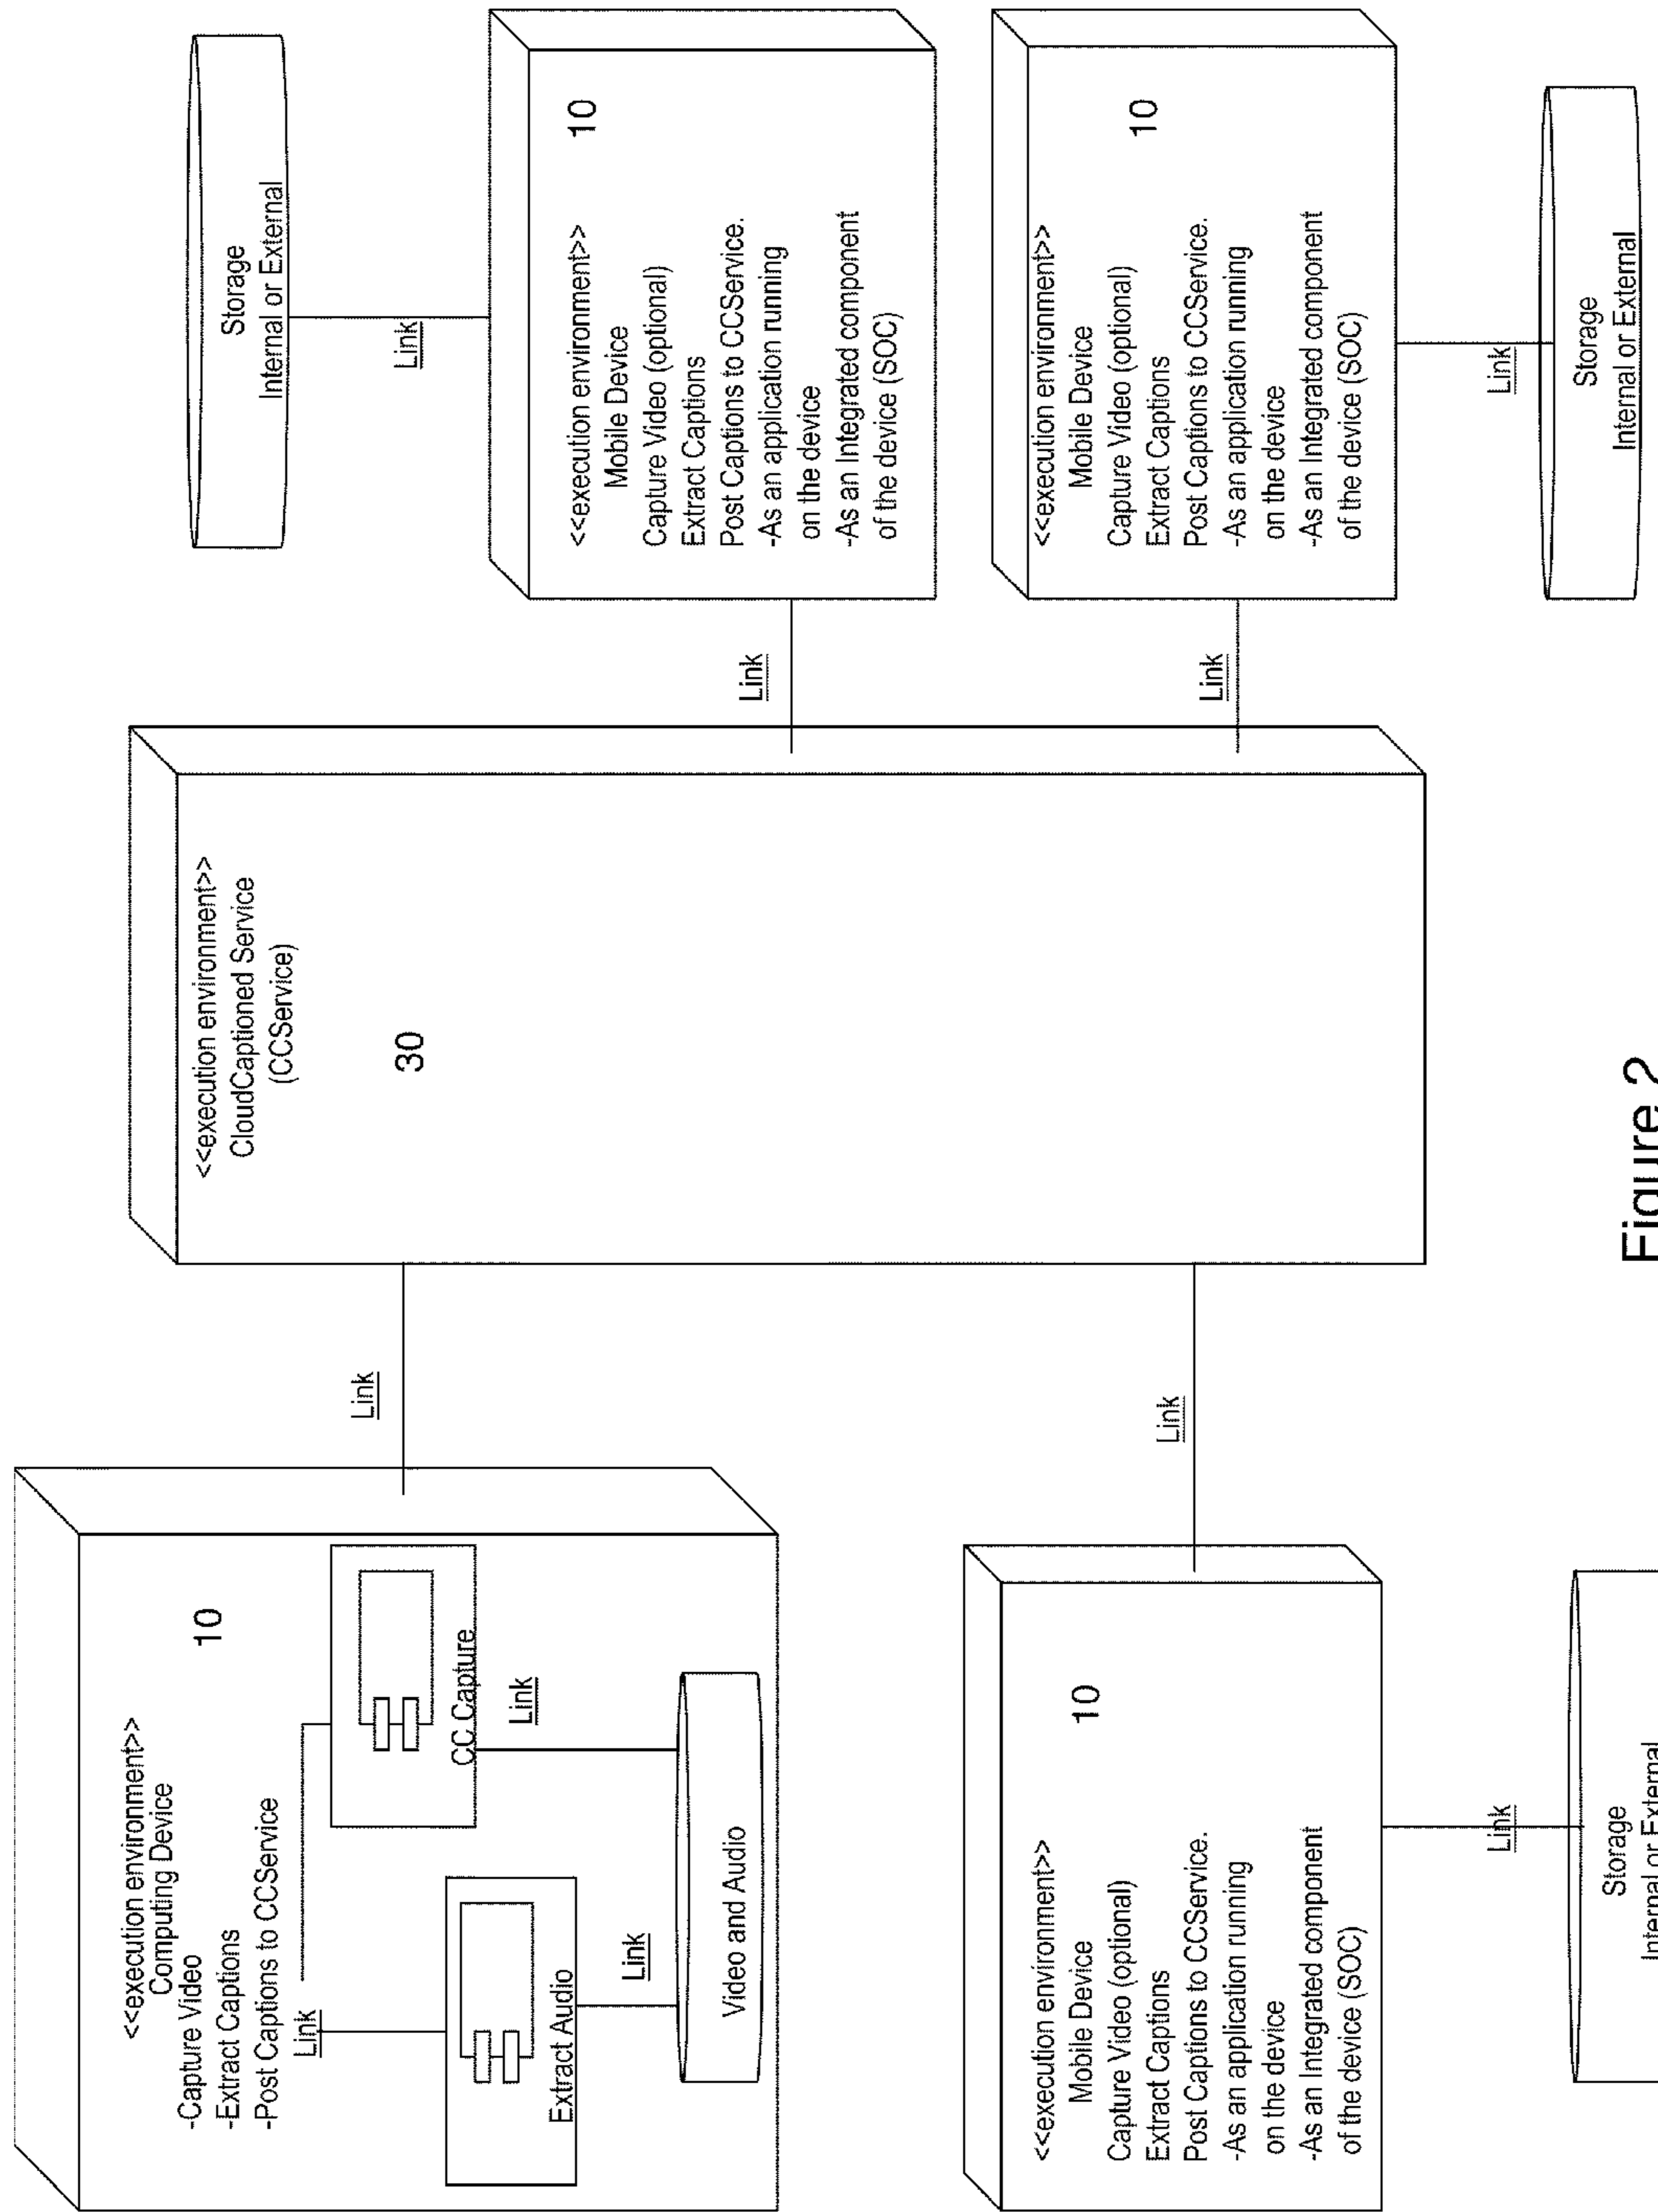 <<execution environment>>
Computing Device
-Capture Video
-Extract Captions
-Post Captions to CCService
10
Link
Extract Audio
CC Capture
Link
Link
Video and Audio
Link
<<execution environment>>
CloudCaptioned Service
(CCService)
30
Storage
Internal or External
Link
<<execution environment>>
Mobile Device
10
Capture Video (optional)
Extract Captions
Post Captions to CCService.
-As an application running
on the device
-As an Integrated component
of the device (SOC)
Link
<<execution environment>>
Mobile Device
10
Capture Video (optional)
Extract Captions
Post Captions to CCService.
-As an application running
on the device
-As an Integrated component
of the device (SOC)
Link
Link
Storage
Internal or External
<<execution environment>>
Mobile Device
10
Capture Video (optional)
Extract Captions
Post Captions to CCService.
-As an application running
on the device
-As an Integrated component
of the device (SOC)
Link
Link
Storage
Internal or External
Figure 2